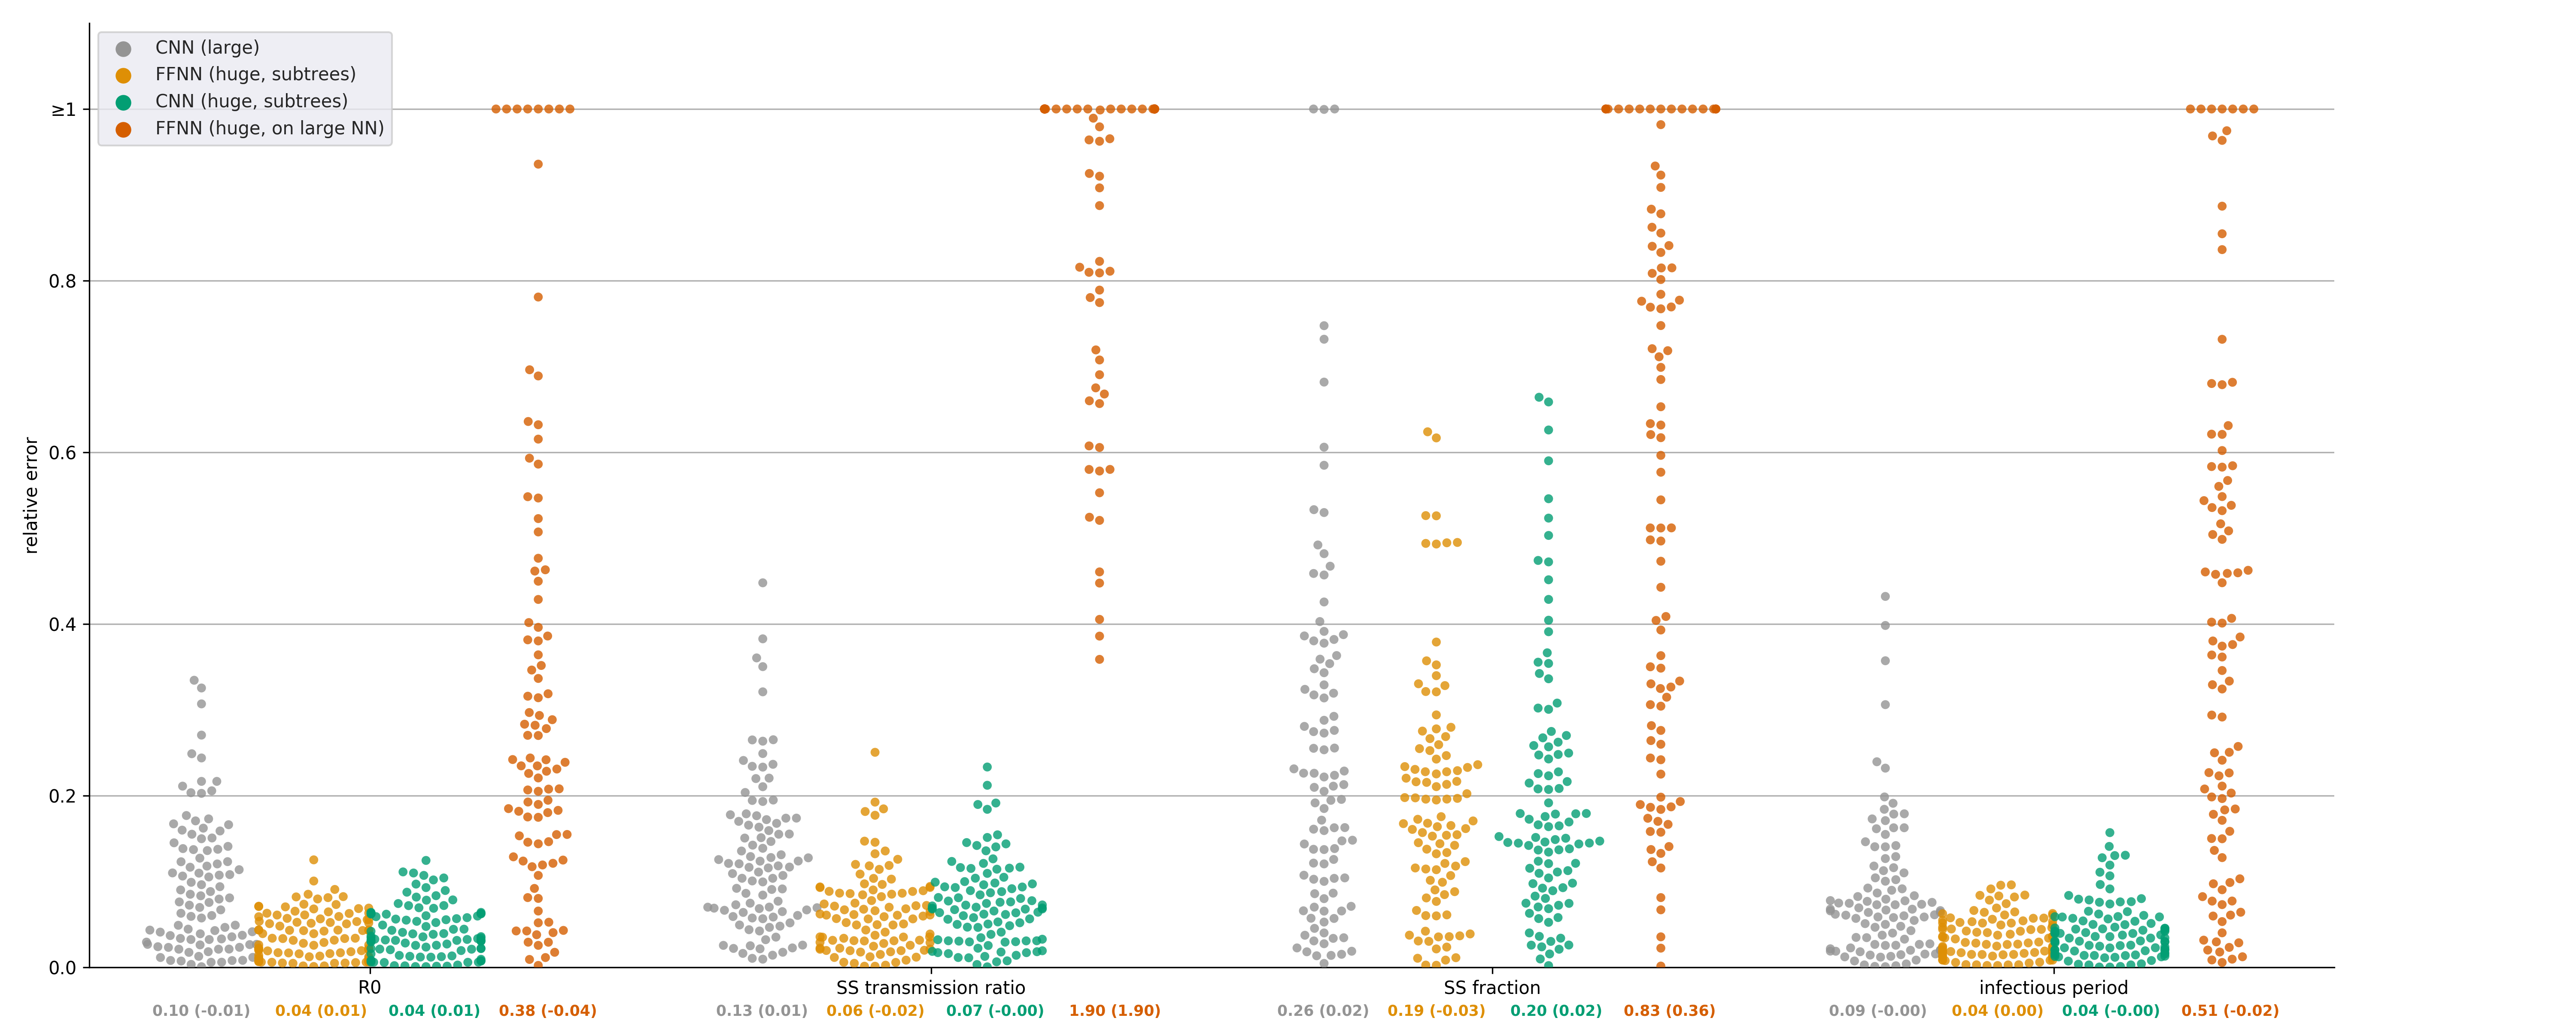 CNN (large)
FFNN (huge, subtrees)
CNN (huge, subtrees)
FFNN (huge, on large NN)
≥1
0.8
0.6
0.4
0.2
0.0
relative error
R0
SS transmission ratio
SS fraction
infectious period
0.10 (-0.01) 0.04 (0.01) 0.04 (0.01) 0.38 (-0.04) 0.13 (0.01) 0.06 (-0.02) 0.07 (-0.00) 1.90 (1.90) 0.26 (0.02) 0.19 (-0.03) 0.20 (0.02) 0.83 (0.36) 0.09 (-0.00) 0.04 (0.00) 0.04 (-0.00) 0.51 (-0.02)